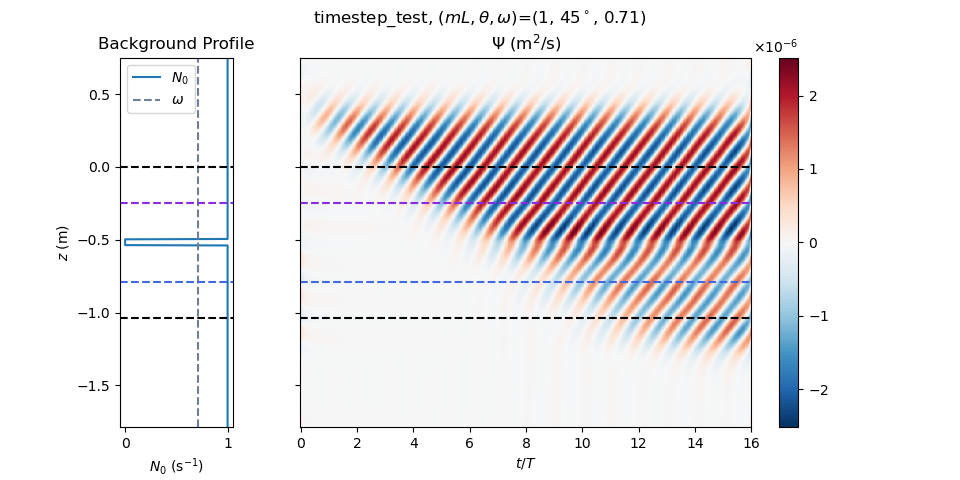 timestep_test, (mL, θ, ω)=(1, 45°, 0.71)
Background Profile
Ψ (m²/s)
×10⁻⁶
N₀
ω
0.5
0.0
−0.5
−1.0
−1.5
z (m)
0 1
N₀ (s⁻¹)
0 2 4 6 8 10 12 14 16
t/T
2
1
0
−1
−2